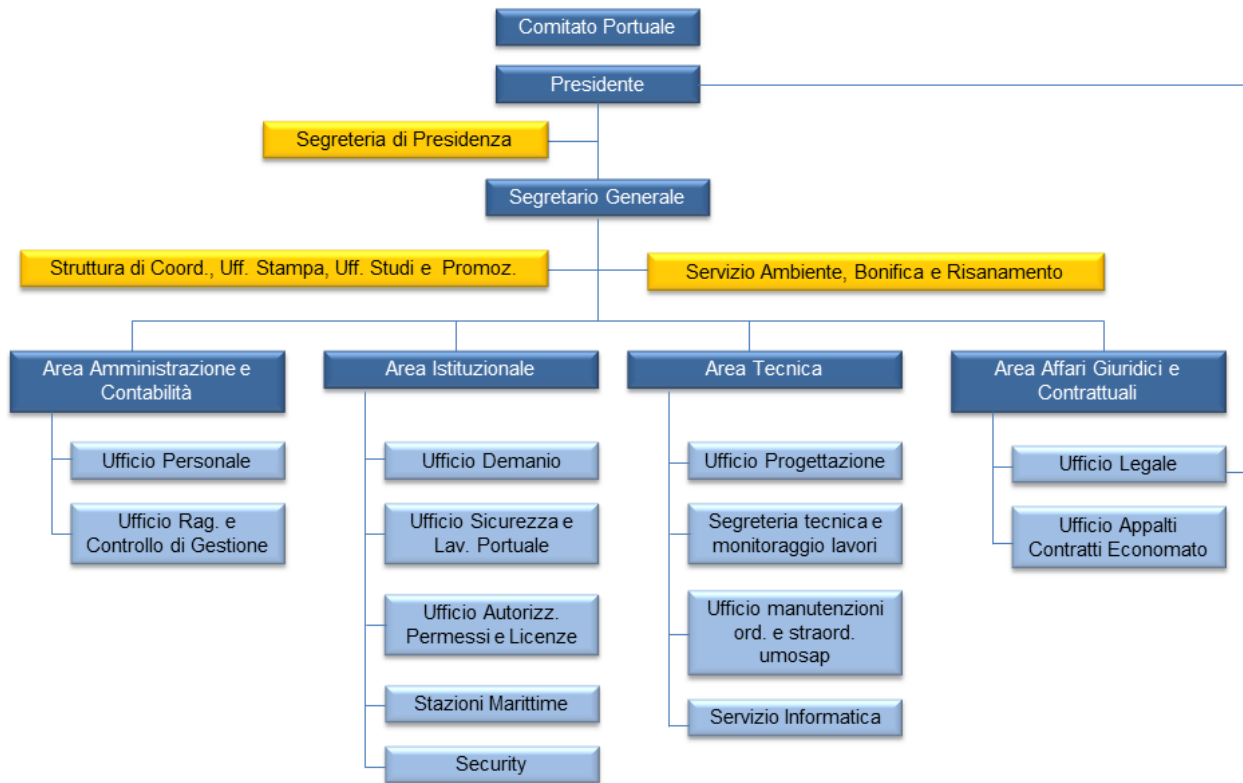 Comitato Portuale
Presidente
Segreteria di Presidenza
Segretario Generale
Struttura di Coord., Uff. Stampa, Uff. Studi e Promoz.
Servizio Ambiente, Bonifica e Risanamento
Area Amministrazione e
Contabilità
Area Istituzionale
Area Tecnica
Area Affari Giuridici e
Contrattuali
Ufficio Personale
Ufficio Rag. e
Controllo di Gestione
Ufficio Demanio
Ufficio Sicurezza e
Lav. Portuale
Ufficio Autorizz.
Permessi e Licenze
Stazioni Marittime
Security
Ufficio Progettazione
Segreteria tecnica e
monitoraggio lavori
Ufficio manutenzioni
ord. e straord.
umosap
Servizio Informatica
Ufficio Legale
Ufficio Appalti
Contratti Economato